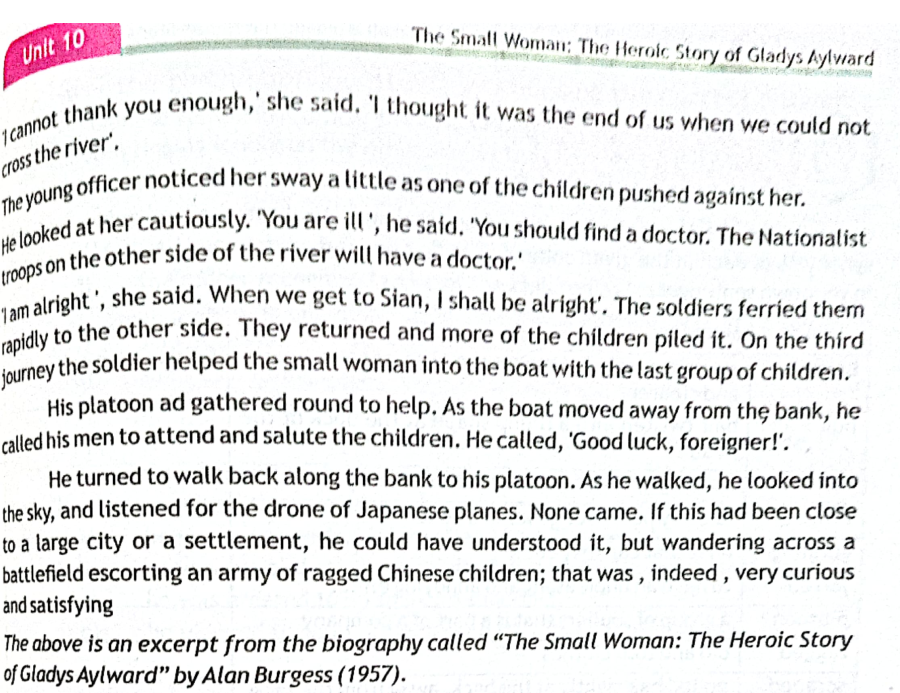 Unit 10
The Small Woman: The Heroic Story of Gladys Aylward
'I cannot thank you enough,' she said. 'I thought it was the end of us when we could not
cross the river'.
The young officer noticed her sway a little as one of the children pushed against her.
He looked at her cautiously. 'You are ill ', he said. 'You should find a doctor. The Nationalist
troops on the other side of the river will have a doctor.'
'I am alright ', she said. When we get to Sian, I shall be alright'. The soldiers ferried them
rapidly to the other side. They returned and more of the children piled it. On the third
journey the soldier helped the small woman into the boat with the last group of children.
His platoon ad gathered round to help. As the boat moved away from the bank, he
called his men to attend and salute the children. He called, 'Good luck, foreigner!'.
He turned to walk back along the bank to his platoon. As he walked, he looked into
the sky, and listened for the drone of Japanese planes. None came. If this had been close
to a large city or a settlement, he could have understood it, but wandering across a
battlefield escorting an army of ragged Chinese children; that was , indeed , very curious
and satisfying
The above is an excerpt from the biography called “The Small Woman: The Heroic Story
of Gladys Aylward” by Alan Burgess (1957).